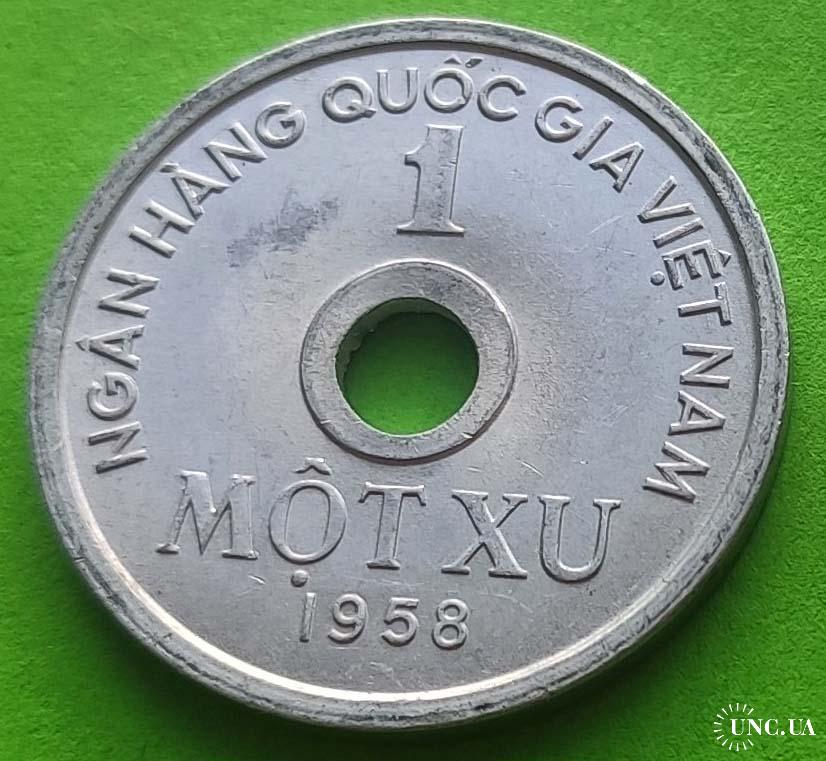 NGÂN HÀNG QUỐC GIA VIỆT NAM
1
MỘT XU
1958
UNC.UA